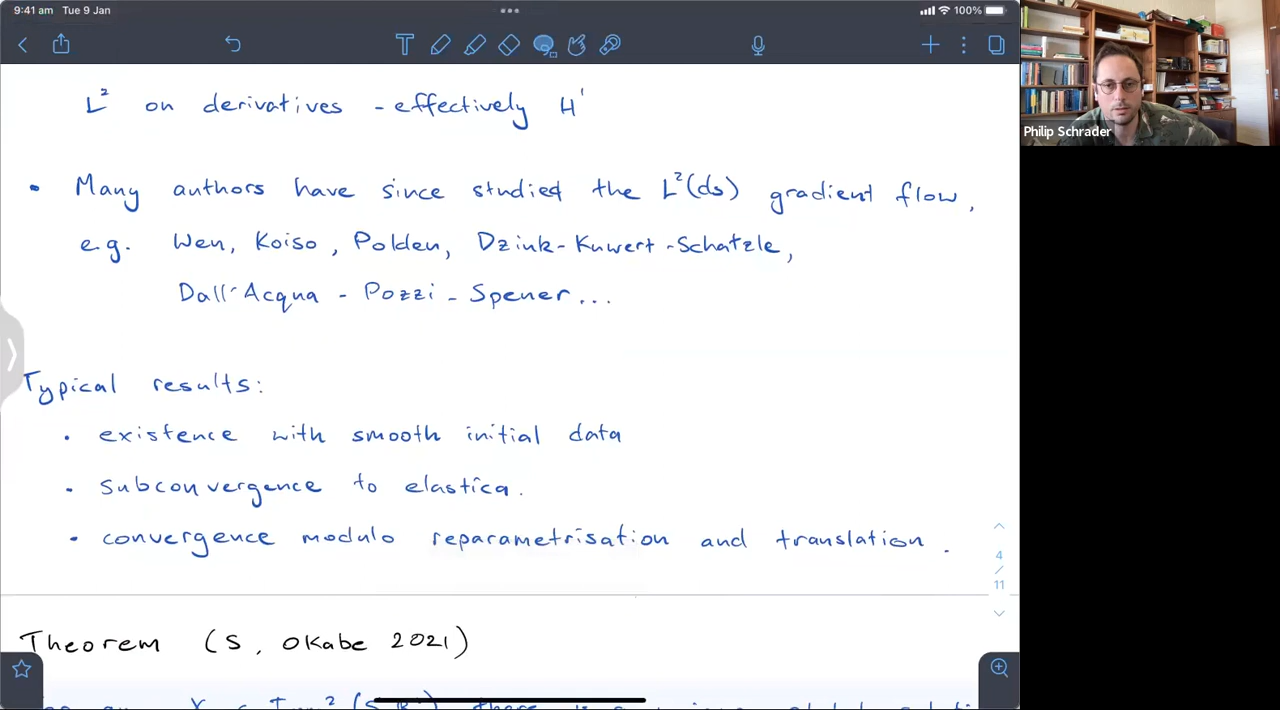 9:41 am Tue 9 Jan
100%
L² on derivatives - effectively H¹
Philip Schrader
• Many authors have since studied the L²(ds) gradient flow,
e.g. Wen, Koiso, Polden, Dzink-Kuwert-Schatzle,
Dall'Acqua - Pozzi - Spener...
Typical results:
• existence with smooth initial data
• subconvergence to elastica.
• convergence modulo reparametrisation and translation.
4
/
11
Theorem (S, Okabe 2021)